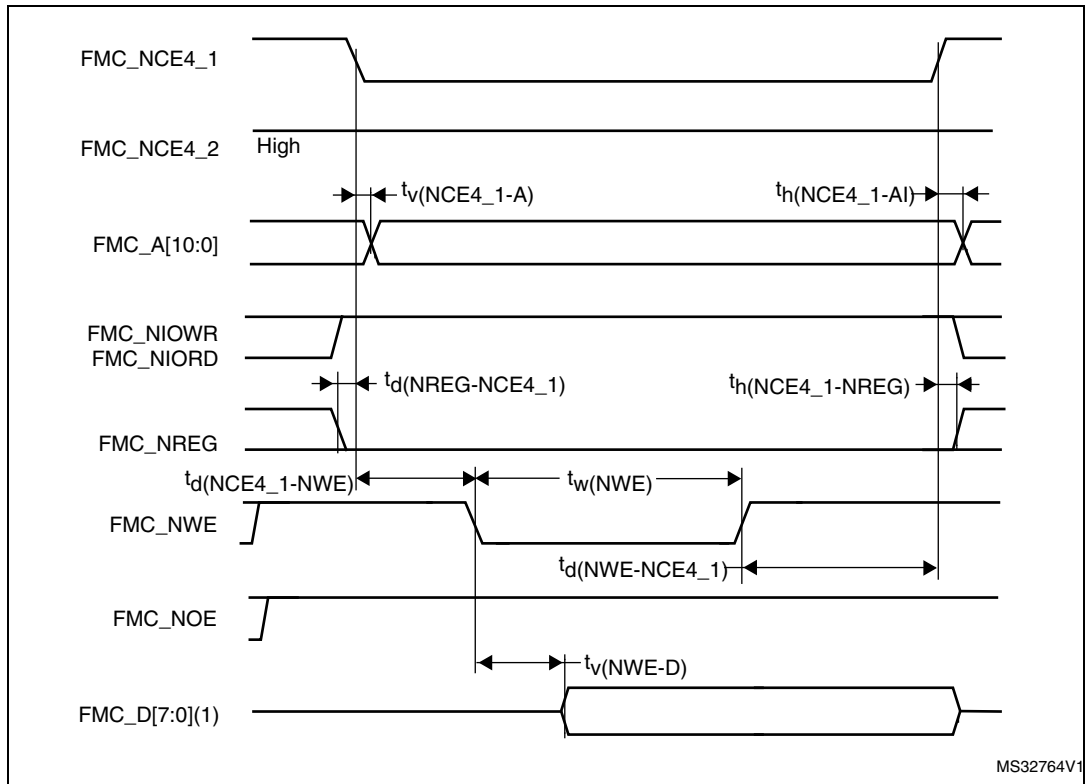 FMC_NCE4_1
FMC_NCE4_2
High
tv(NCE4_1-A)
th(NCE4_1-AI)
FMC_A[10:0]
FMC_NIOWR
FMC_NIORD
td(NREG-NCE4_1)
th(NCE4_1-NREG)
FMC_NREG
td(NCE4_1-NWE)
tw(NWE)
FMC_NWE
td(NWE-NCE4_1)
FMC_NOE
tv(NWE-D)
FMC_D[7:0](1)
MS32764V1